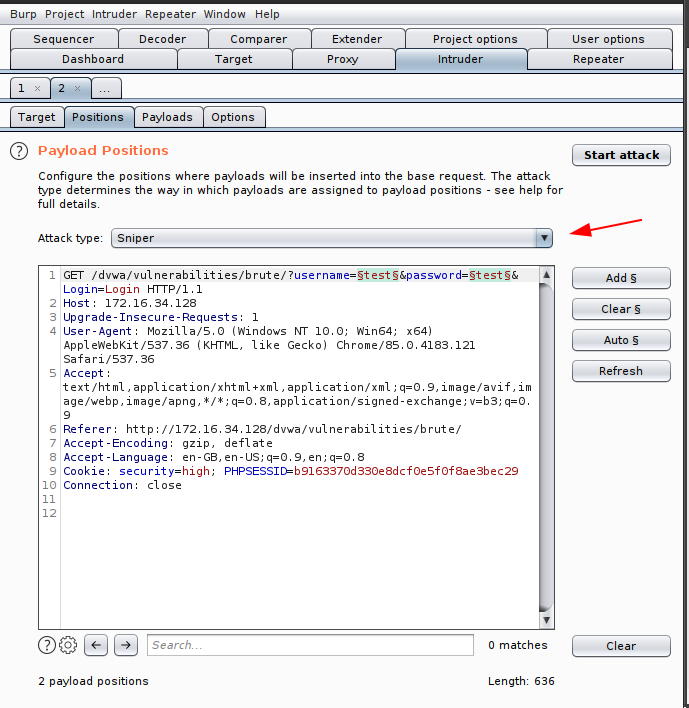 Burp Project Intruder Repeater Window Help
Sequencer Decoder Comparer Extender Project options User options
Dashboard Target Proxy Intruder Repeater
1 × 2 × ...
Target Positions Payloads Options
? Payload Positions
Start attack
Configure the positions where payloads will be inserted into the base request. The attack
type determines the way in which payloads are assigned to payload positions - see help for
full details.
Attack type: Sniper
1 GET /dvwa/vulnerabilities/brute/?username=§test§&password=§test§&
Login=Login HTTP/1.1
2 Host: 172.16.34.128
3 Upgrade-Insecure-Requests: 1
4 User-Agent: Mozilla/5.0 (Windows NT 10.0; Win64; x64)
AppleWebKit/537.36 (KHTML, like Gecko) Chrome/85.0.4183.121
Safari/537.36
5 Accept:
text/html,application/xhtml+xml,application/xml;q=0.9,image/avif,im
age/webp,image/apng,*/*;q=0.8,application/signed-exchange;v=b3;q=0.
9
6 Referer: http://172.16.34.128/dvwa/vulnerabilities/brute/
7 Accept-Encoding: gzip, deflate
8 Accept-Language: en-GB,en-US;q=0.9,en;q=0.8
9 Cookie: security=high; PHPSESSID=b9163370d330e8dcf0e5f0f8ae3bec29
10 Connection: close
11
12
Add §
Clear §
Auto §
Refresh
? Search... 0 matches Clear
2 payload positions Length: 636